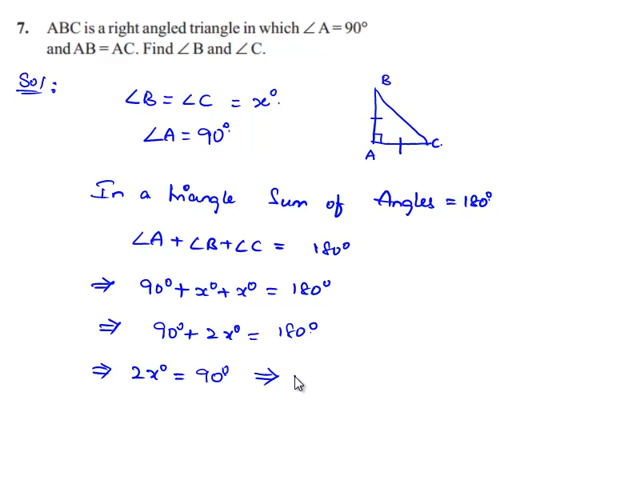 7. ABC is a right angled triangle in which ∠A = 90°
and AB = AC. Find ∠B and ∠C.
Sol:
∠B = ∠C = x°.
∠A = 90°.
B
A
C.
In a triangle Sum of Angles = 180°
∠A + ∠B + ∠C = 180°
⇒ 90° + x° + x° = 180°
⇒ 90° + 2x° = 180°
⇒ 2x° = 90° ⇒